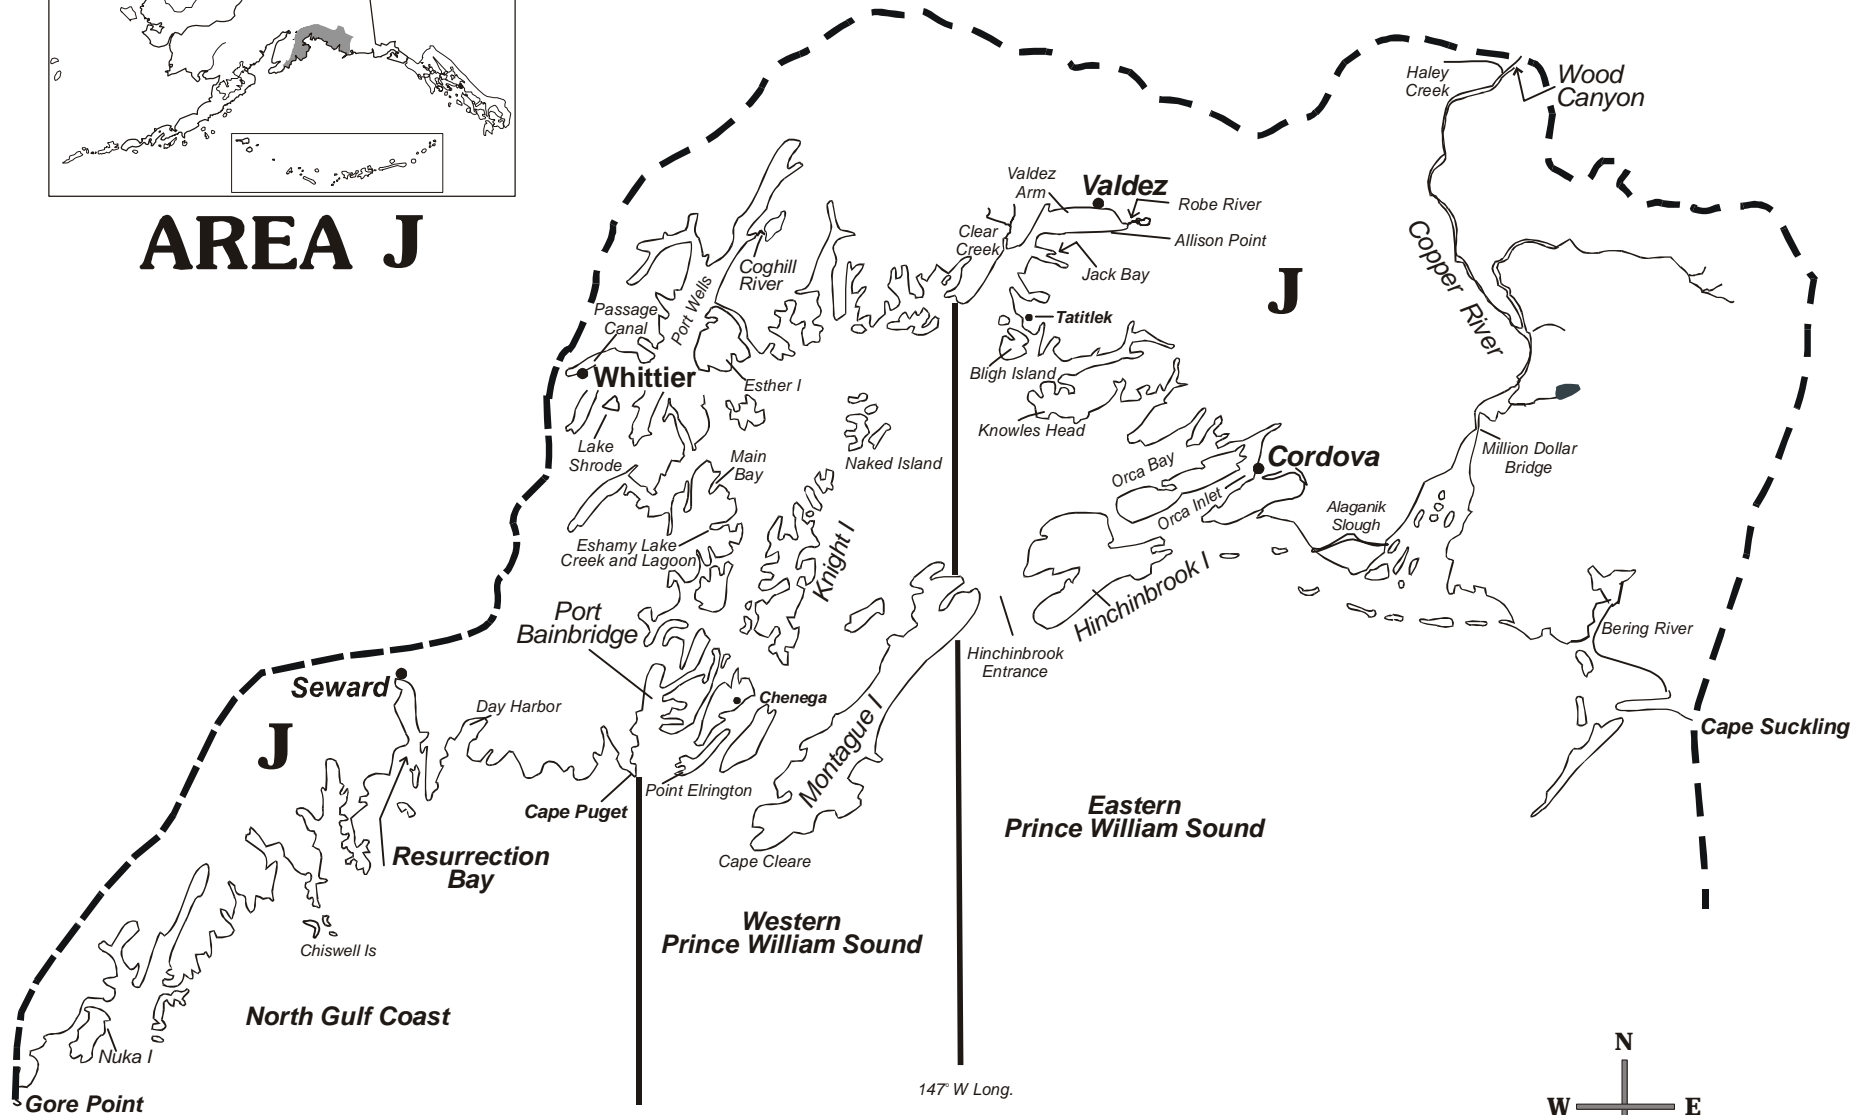 Haley
Creek
Wood
Canyon
Valdez
Arm
Valdez
Robe River
AREA J
Clear
Creek
Allison Point
Copper River
Coghill
River
Jack Bay
J
Port Wells
Passage
Canal
Tatitlek
Whittier
Bligh Island
Esther I
Knowles Head
Lake
Shrode
Main
Bay
Naked Island
Orca Bay
Cordova
Million Dollar
Bridge
Orca Inlet
Alaganik
Slough
Eshamy Lake
Creek and Lagoon
Knight I
Hinchinbrook I
Port
Bainbridge
Bering River
Hinchinbrook
Entrance
Seward
Chenega
Day Harbor
Cape Suckling
J
Montague I
Point Elrington
Cape Puget
Eastern
Prince William Sound
Resurrection
Bay
Cape Cleare
Western
Prince William Sound
Chiswell Is
North Gulf Coast
Nuka I
147° W Long.
Gore Point
N
W E